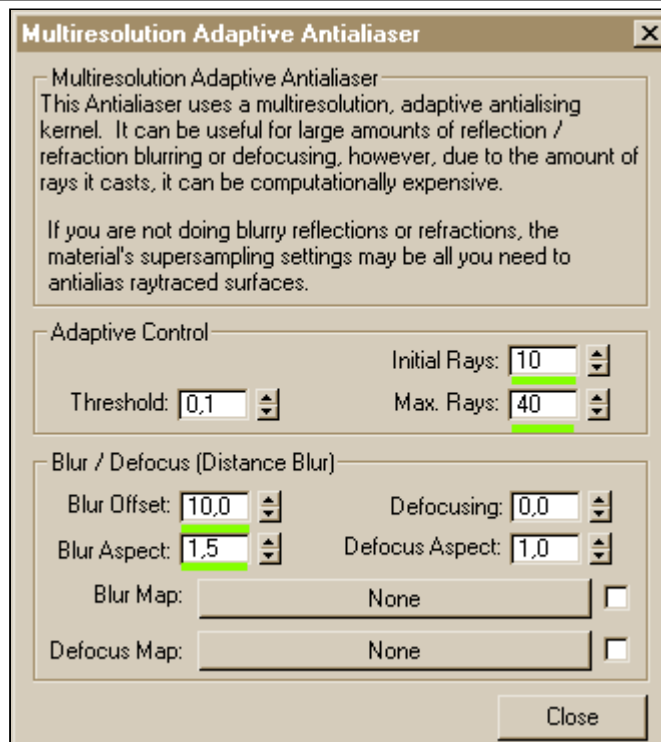 Multiresolution Adaptive Antialiaser
Multiresolution Adaptive Antialiaser
This Antialiaser uses a multiresolution, adaptive antialising
kernel. It can be useful for large amounts of reflection /
refraction blurring or defocusing, however, due to the amount of
rays it casts, it can be computationally expensive.
If you are not doing blurry reflections or refractions, the
material's supersampling settings may be all you need to
antialias raytraced surfaces.
Adaptive Control
Initial Rays: 10
Threshold: 0,1 Max. Rays: 40
Blur / Defocus (Distance Blur)
Blur Offset: 10,0 Defocusing: 0,0
Blur Aspect: 1,5 Defocus Aspect: 1,0
Blur Map: None
Defocus Map: None
Close